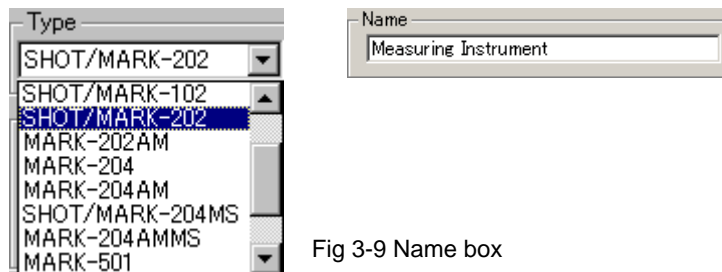 Type
SHOT/MARK-202
SHOT/MARK-102
SHOT/MARK-202
MARK-202AM
MARK-204
MARK-204AM
SHOT/MARK-204MS
MARK-204AMMS
MARK-501
Name
Measuring Instrument
Fig 3-9 Name box